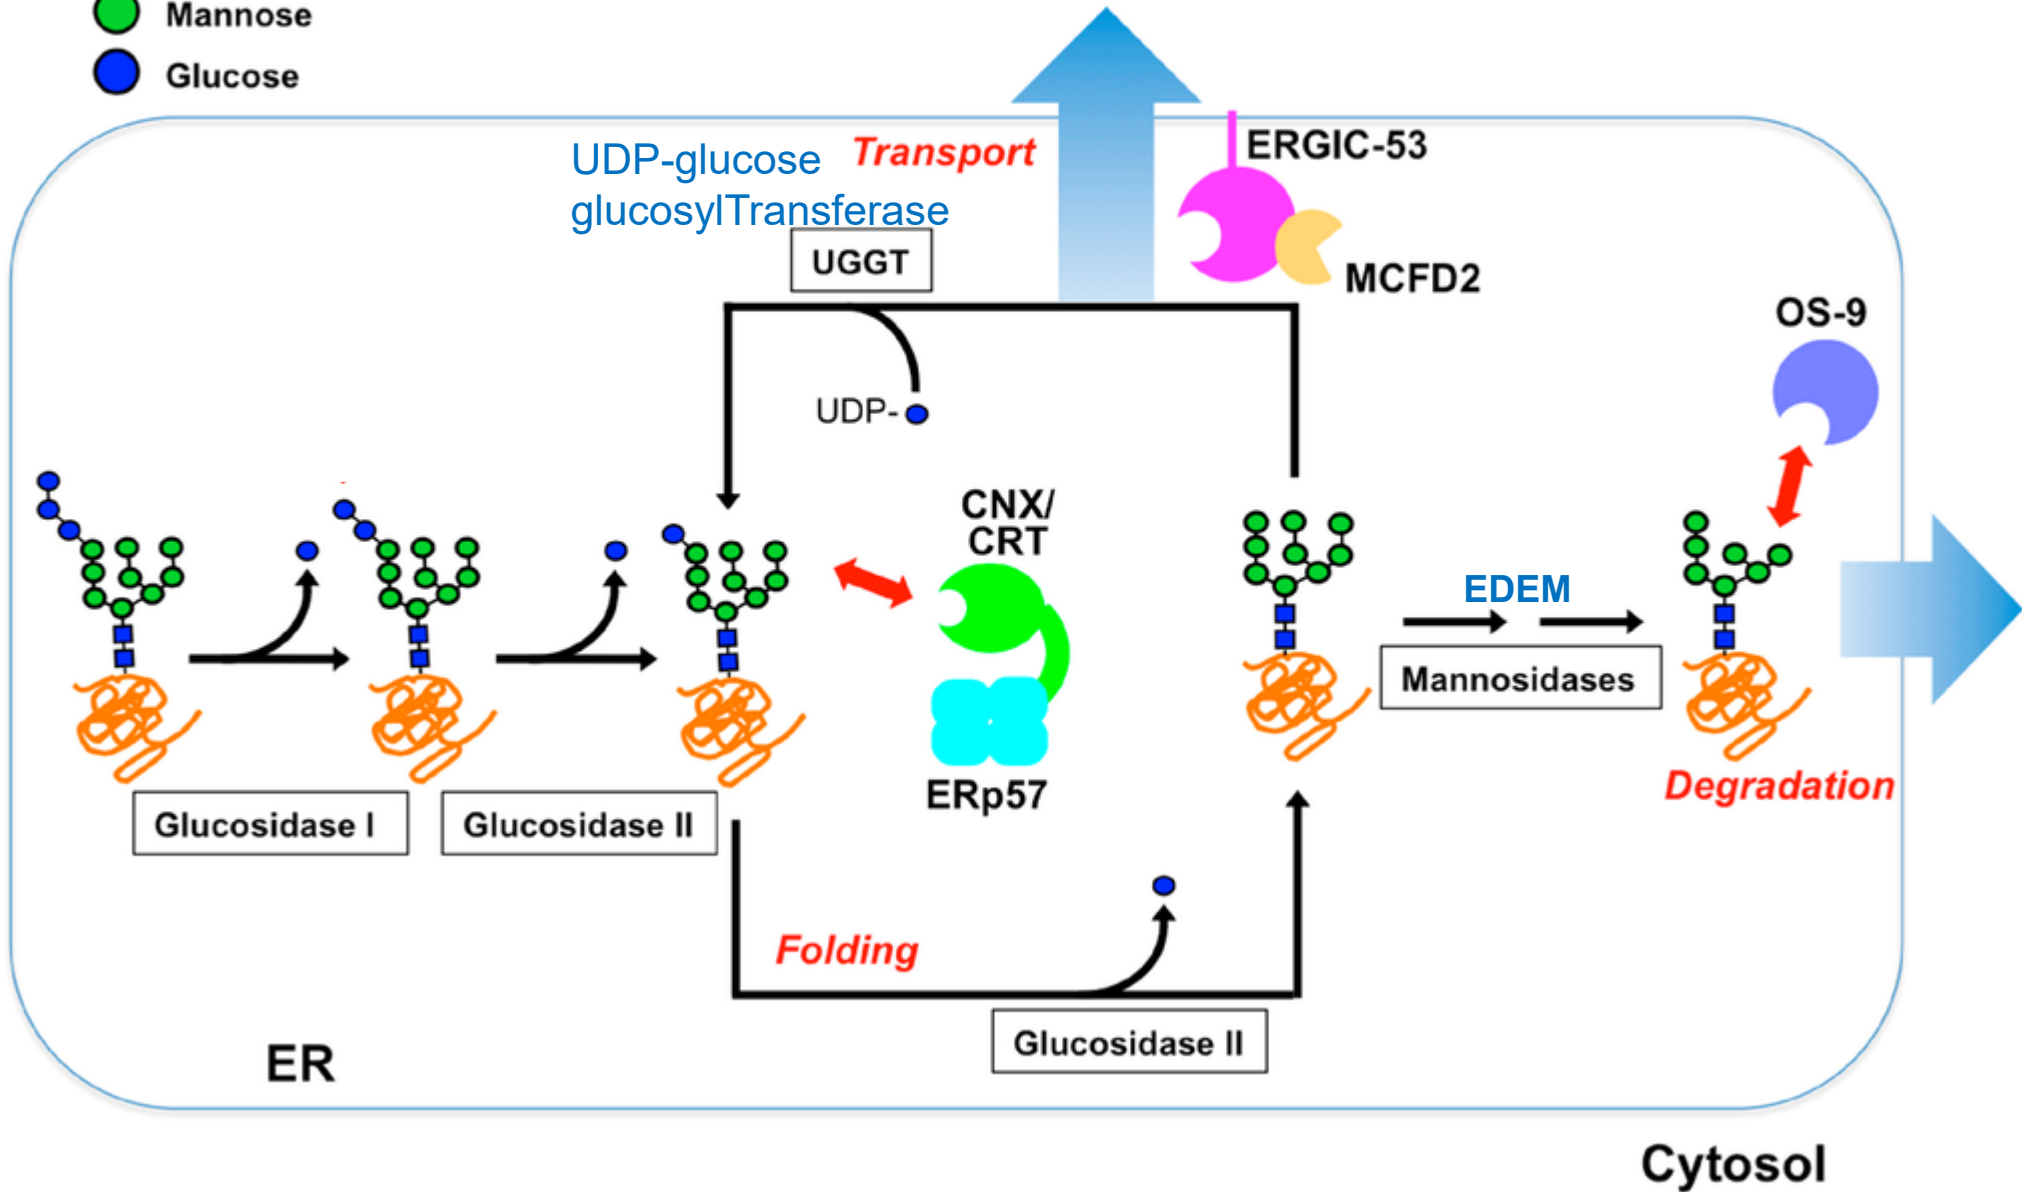 Mannose
Glucose
UDP-glucose
glucosylTransferase
Transport
ERGIC-53
UGGT
MCFD2
OS-9
UDP-
CNX/
CRT
EDEM
Mannosidases
ERp57
Degradation
Glucosidase I
Glucosidase II
Folding
Glucosidase II
ER
Cytosol